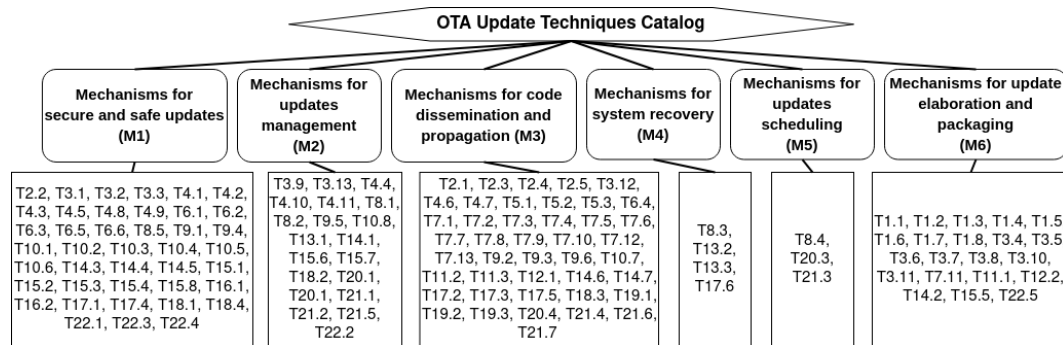 OTA Update Techniques Catalog
Mechanisms for
secure and safe updates
(M1)
Mechanisms for
updates
management
(M2)
Mechanisms for code
dissemination and
propagation (M3)
Mechanisms for
system recovery
(M4)
Mechanisms for
updates
scheduling
(M5)
Mechanisms for update
elaboration and
packaging
(M6)
T2.2, T3.1, T3.2, T3.3, T4.1, T4.2,
T4.3, T4.5, T4.8, T4.9, T6.1, T6.2,
T6.3, T6.5, T6.6, T8.5, T9.1, T9.4,
T10.1, T10.2, T10.3, T10.4, T10.5,
T10.6, T14.3, T14.4, T14.5, T15.1,
T15.2, T15.3, T15.4, T15.8, T16.1,
T16.2, T17.1, T17.4, T18.1, T18.4,
T22.1, T22.3, T22.4
T3.9, T3.13, T4.4,
T4.10, T4.11, T8.1,
T8.2, T9.5, T10.8,
T13.1, T14.1,
T15.6, T15.7,
T18.2, T20.1,
T20.1, T21.1,
T21.2, T21.5,
T22.2
T2.1, T2.3, T2.4, T2.5, T3.12,
T4.6, T4.7, T5.1, T5.2, T5.3, T6.4,
T7.1, T7.2, T7.3, T7.4, T7.5, T7.6,
T7.7, T7.8, T7.9, T7.10, T7.12,
T7.13, T9.2, T9.3, T9.6, T10.7,
T11.2, T11.3, T12.1, T14.6, T14.7,
T17.2, T17.3, T17.5, T18.3, T19.1,
T19.2, T19.3, T20.4, T21.4, T21.6,
T21.7
T8.3,
T13.2,
T13.3,
T17.6
T8.4,
T20.3,
T21.3
T1.1, T1.2, T1.3, T1.4, T1.5
T1.6, T1.7, T1.8, T3.4, T3.5
T3.6, T3.7, T3.8, T3.10,
T3.11, T7.11, T11.1, T12.2,
T14.2, T15.5, T22.5